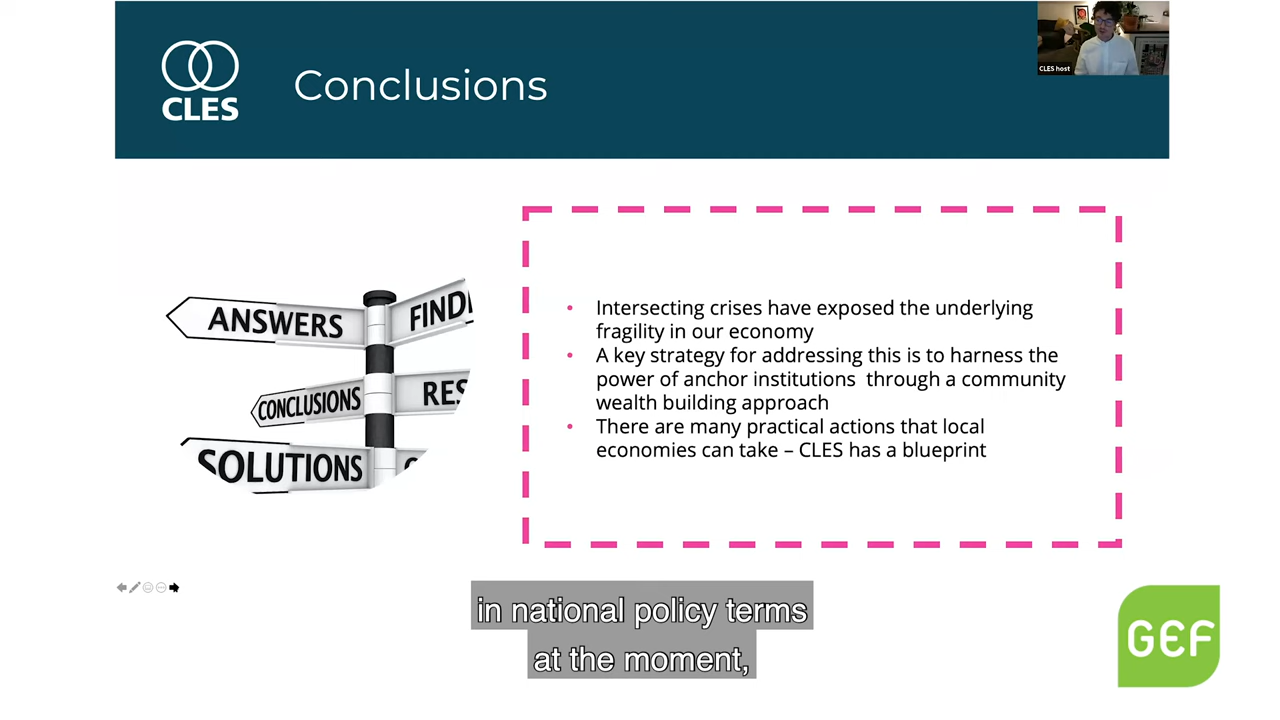 CLES
Conclusions
CLES host
ANSWERS
FIND
CONCLUSIONS
RES
SOLUTIONS
• Intersecting crises have exposed the underlying
fragility in our economy
• A key strategy for addressing this is to harness the
power of anchor institutions through a community
wealth building approach
• There are many practical actions that local
economies can take – CLES has a blueprint
in national policy terms
at the moment,
GEF